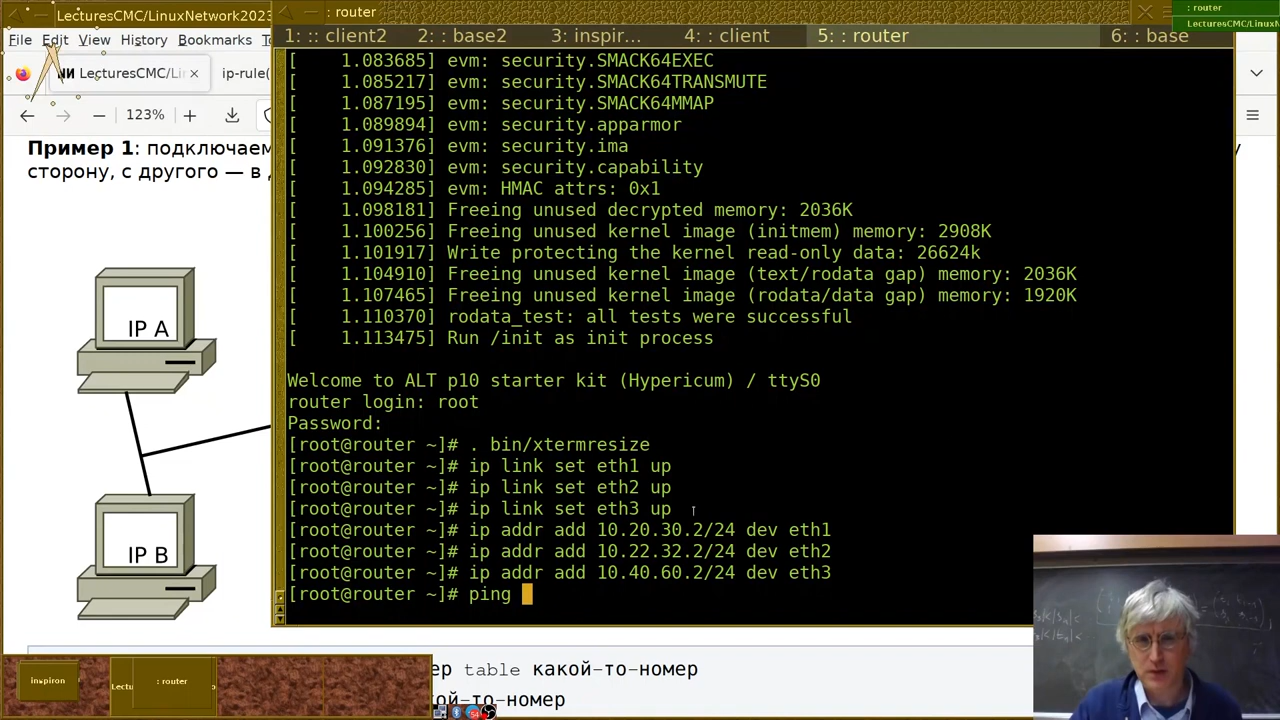 LecturesCMC/LinuxNetwork2023
: router
: router
LecturesCMC/Linu
File Edit View History Bookmarks
1: :: client2 2: : base2 3: inspir... 4: : client 5: : router 6: : base
LecturesCMC/Li ip-rule(
123%
Пример 1: подключаем
сторону, с другого — в
IP A
IP B
[ 1.083685] evm: security.SMACK64EXEC
[ 1.085217] evm: security.SMACK64TRANSMUTE
[ 1.087195] evm: security.SMACK64MMAP
[ 1.089894] evm: security.apparmor
[ 1.091376] evm: security.ima
[ 1.092830] evm: security.capability
[ 1.094285] evm: HMAC attrs: 0x1
[ 1.098181] Freeing unused decrypted memory: 2036K
[ 1.100256] Freeing unused kernel image (initmem) memory: 2908K
[ 1.101917] Write protecting the kernel read-only data: 26624k
[ 1.104910] Freeing unused kernel image (text/rodata gap) memory: 2036K
[ 1.107465] Freeing unused kernel image (rodata/data gap) memory: 1920K
[ 1.110370] rodata_test: all tests were successful
[ 1.113475] Run /init as init process
Welcome to ALT p10 starter kit (Hypericum) / ttyS0
router login: root
Password:
[root@router ~]# . bin/xtermresize
[root@router ~]# ip link set eth1 up
[root@router ~]# ip link set eth2 up
[root@router ~]# ip link set eth3 up
[root@router ~]# ip addr add 10.20.30.2/24 dev eth1
[root@router ~]# ip addr add 10.22.32.2/24 dev eth2
[root@router ~]# ip addr add 10.40.60.2/24 dev eth3
[root@router ~]# ping
ер table какой-то-номер
кой-то-номер
inspiron
Lectu
: router